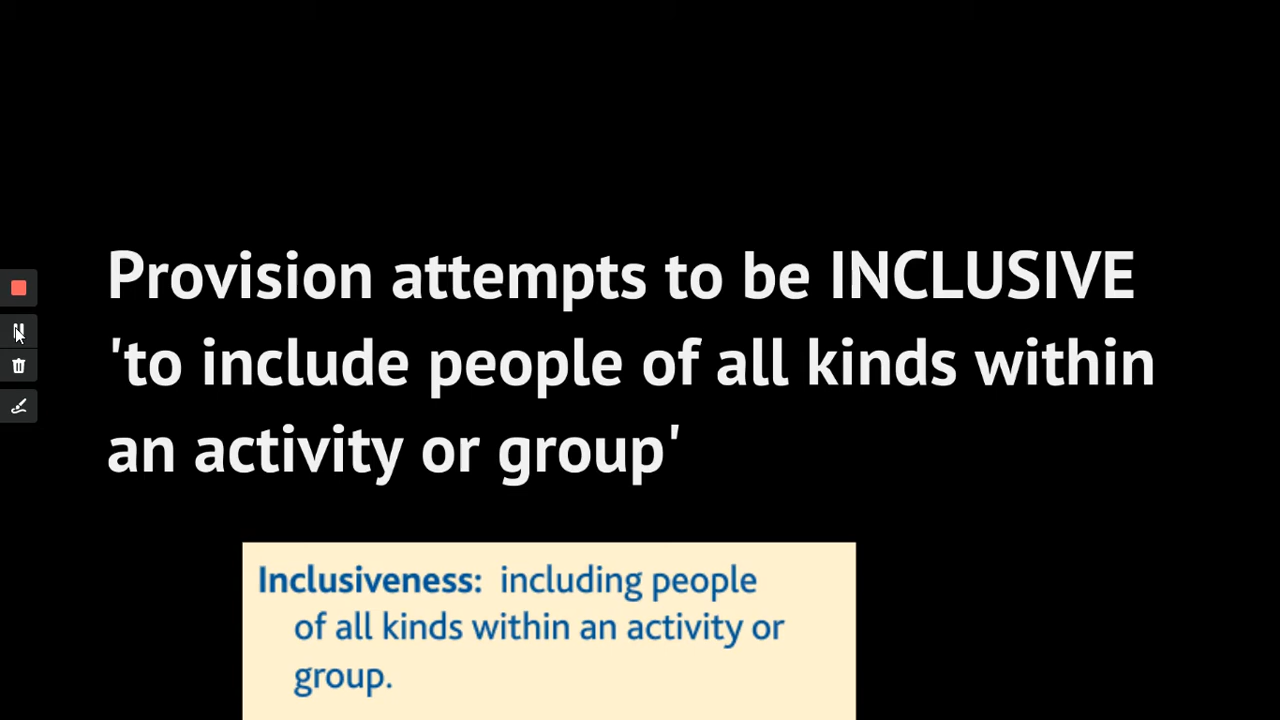 Provision attempts to be INCLUSIVE
'to include people of all kinds within
an activity or group'
Inclusiveness: including people
of all kinds within an activity or
group.